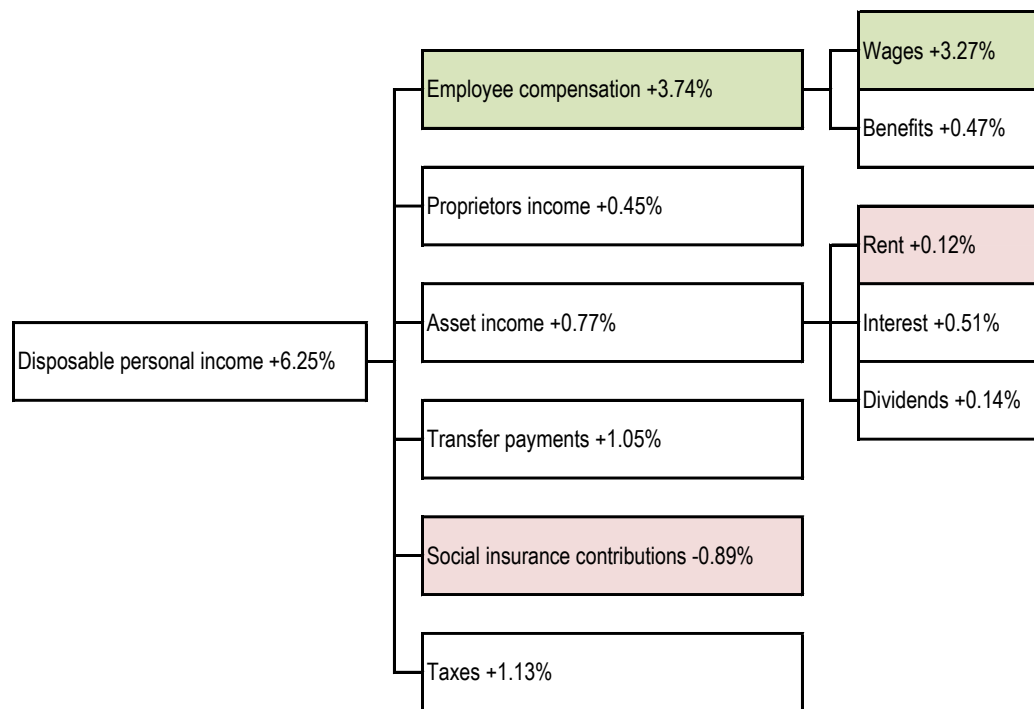 Disposable personal income +6.25%
Employee compensation +3.74%
Wages +3.27%
Benefits +0.47%
Proprietors income +0.45%
Asset income +0.77%
Rent +0.12%
Interest +0.51%
Dividends +0.14%
Transfer payments +1.05%
Social insurance contributions -0.89%
Taxes +1.13%